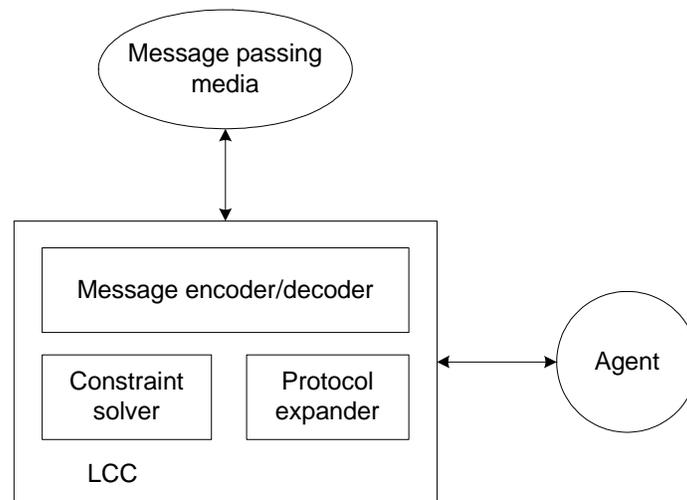 Message passing
media
Message encoder/decoder
Constraint
solver
Protocol
expander
Agent
LCC